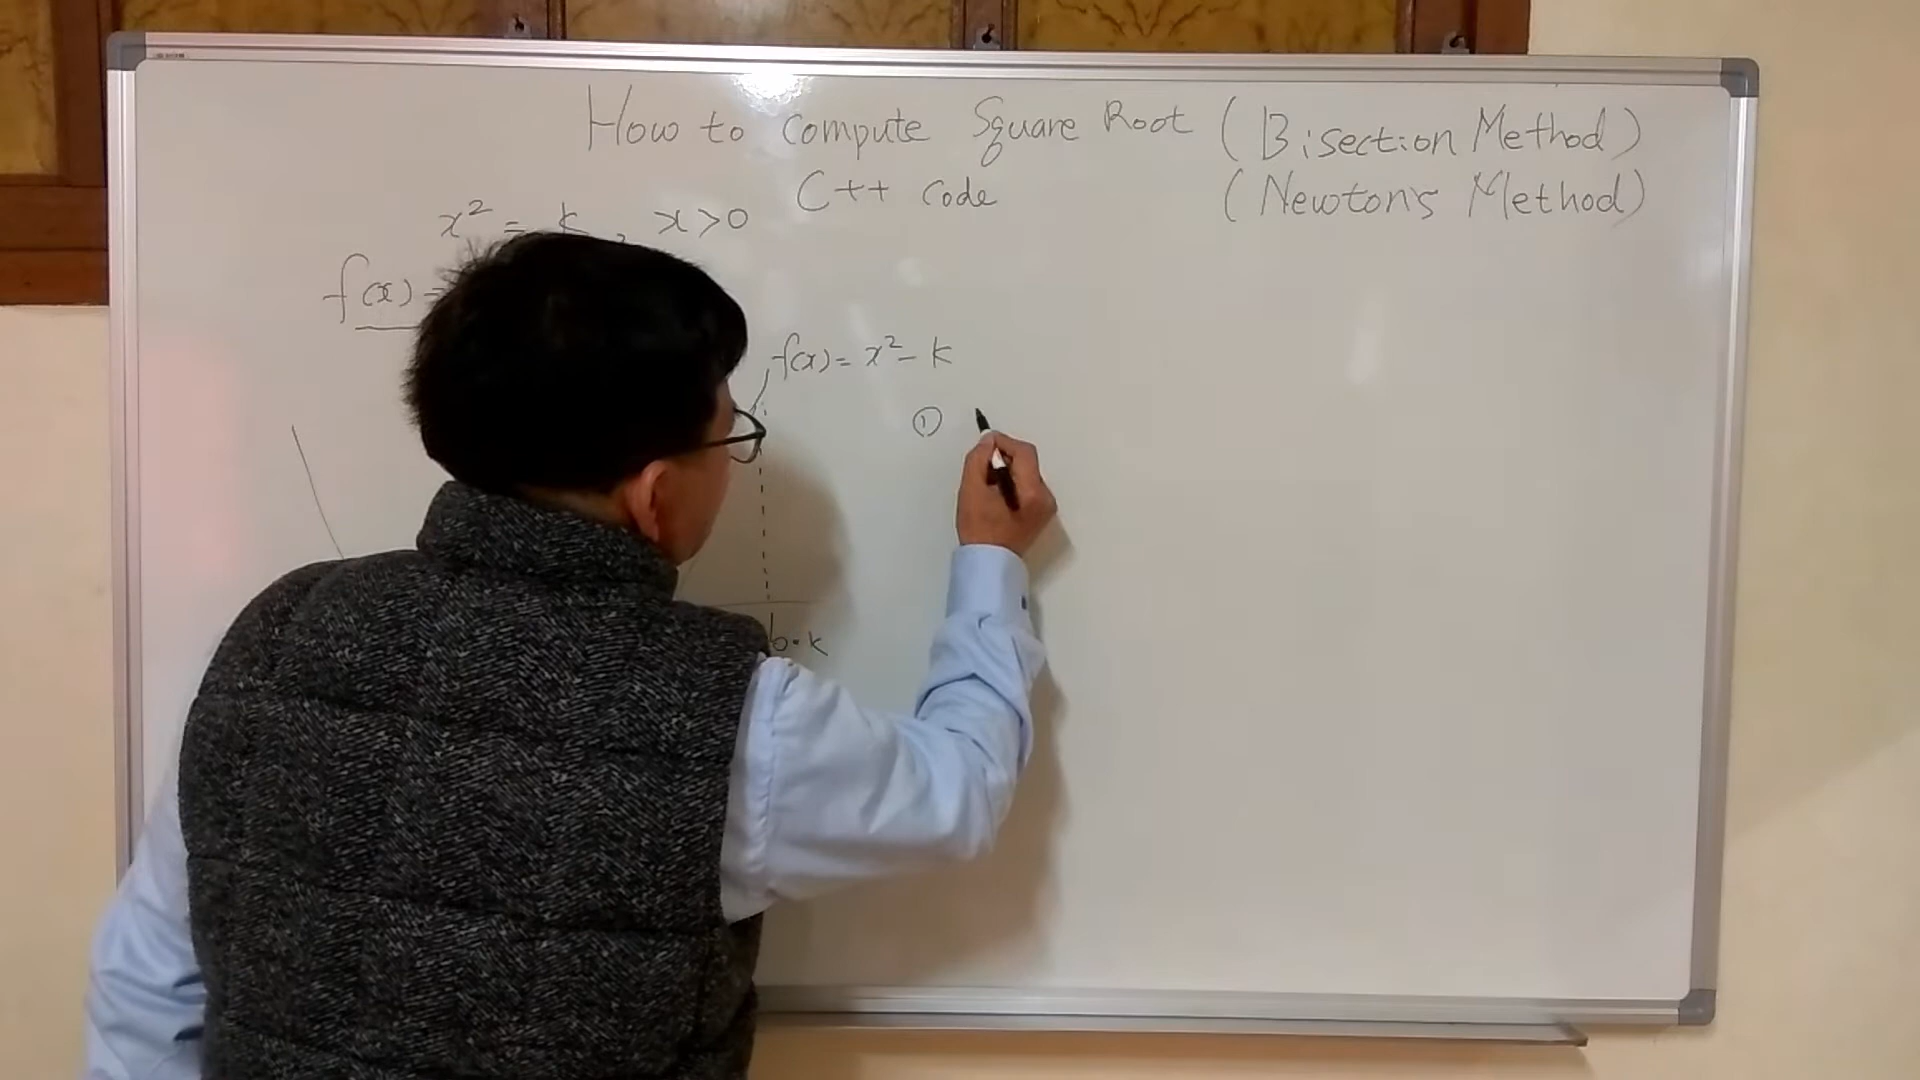 How to compute Square Root (Bisection Method)
C++ code (Newton's Method)
x² = k, x>0
f(x) =
f(x) = x² - k
①
b = k